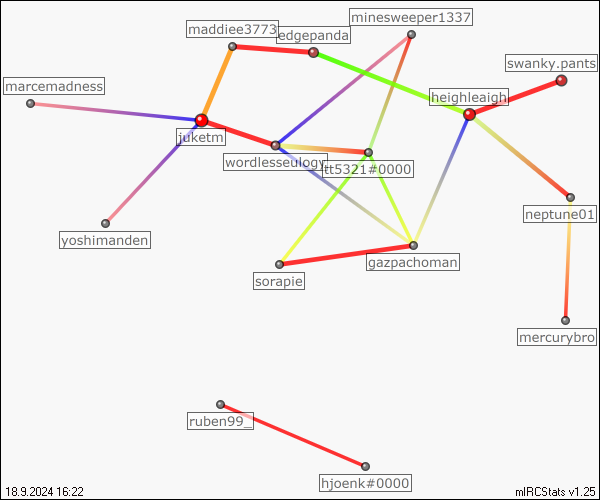 minesweeper1337
maddiee3773
edgepanda
swanky.pants
marcemadness
heighleaigh
juketm
wordlesseulogy
tt5321#0000
neptune01
yoshimanden
gazpachoman
sorapie
mercurybro
ruben99_
hjoenk#0000
18.9.2024 16:22
mIRCStats v1.25